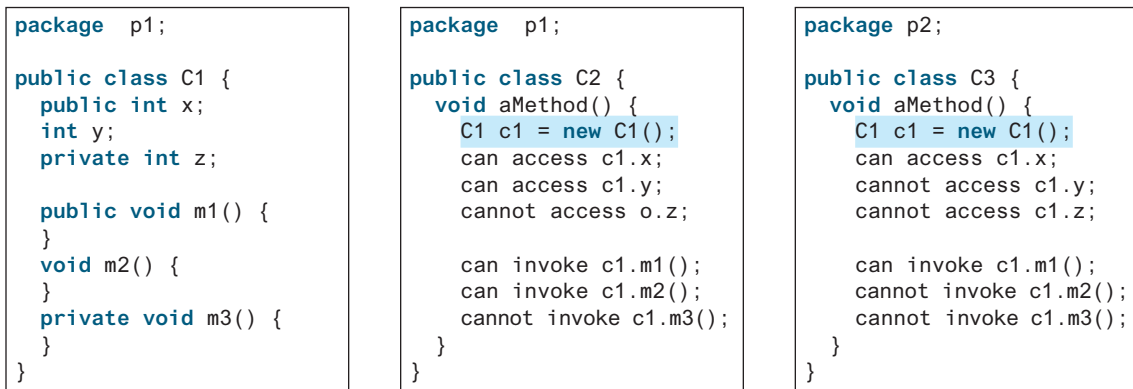 package  p1;
public class C1 {
  public int x;
  int y;
  private int z;
  public void m1() {
  }
  void m2() {
  }
  private void m3() {
  }
}
package  p1;
public class C2 {
  void aMethod() {
    C1 c1 = new C1();
    can access c1.x;
    can access c1.y;
    cannot access o.z;
    can invoke c1.m1();
    can invoke c1.m2();
    cannot invoke c1.m3();
  }
}
package p2;
public class C3 {
  void aMethod() {
    C1 c1 = new C1();
    can access c1.x;
    cannot access c1.y;
    cannot access c1.z;
    can invoke c1.m1();
    cannot invoke c1.m2();
    cannot invoke c1.m3();
  }
}